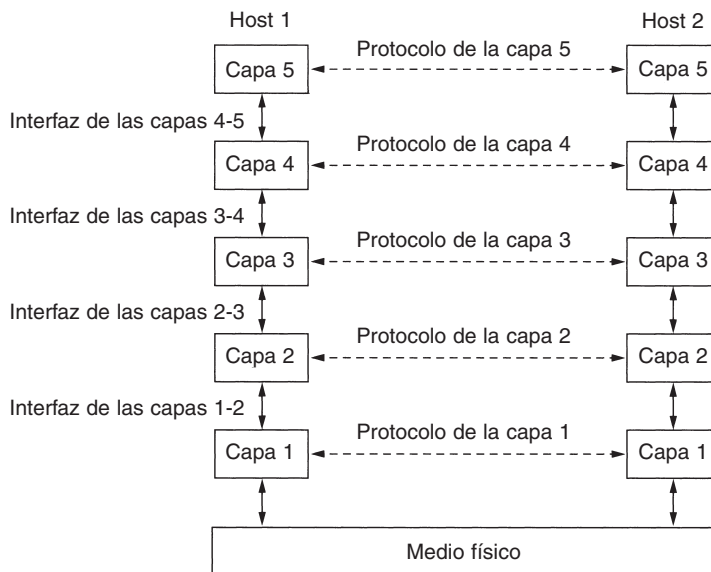 Host 1
Host 2
Protocolo de la capa 5
Capa 5
Capa 5
Interfaz de las capas 4-5
Protocolo de la capa 4
Capa 4
Capa 4
Interfaz de las capas 3-4
Protocolo de la capa 3
Capa 3
Capa 3
Interfaz de las capas 2-3
Protocolo de la capa 2
Capa 2
Capa 2
Interfaz de las capas 1-2
Protocolo de la capa 1
Capa 1
Capa 1
Medio físico